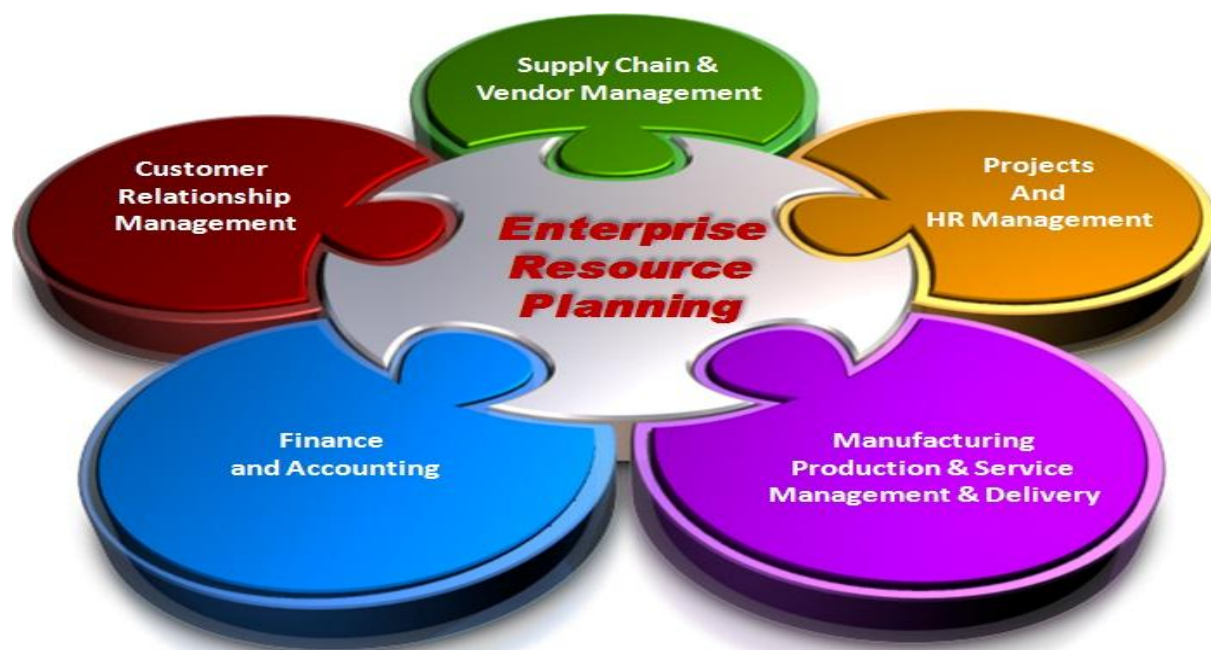 Supply Chain &
Vendor Management
Customer
Relationship
Management
Projects
And
HR Management
Enterprise
Resource
Planning
Finance
and Accounting
Manufacturing
Production & Service
Management & Delivery